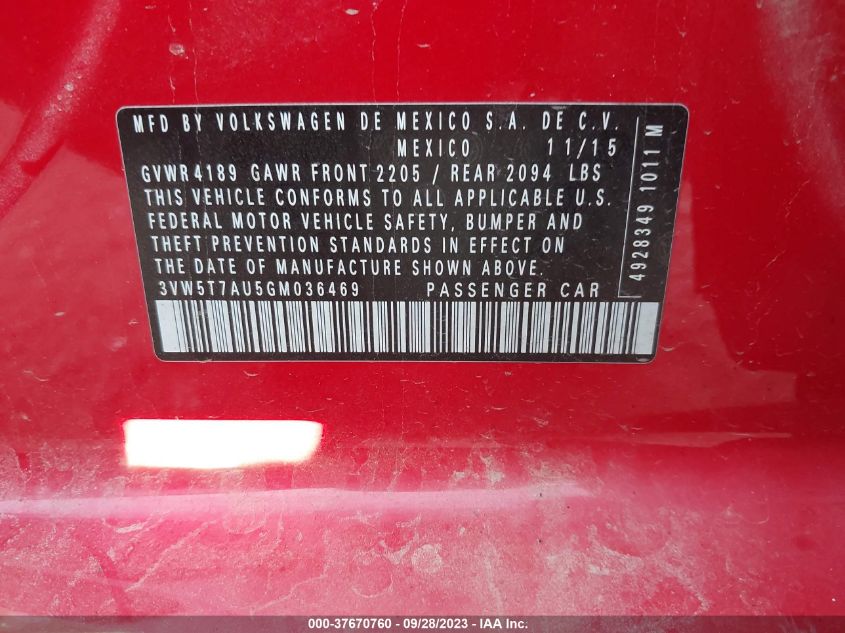 MFD BY VOLKSWAGEN DE MEXICO S.A. DE C.V.
MEXICO 11/15
GVWR 4189 GAWR FRONT 2205 / REAR 2094 LBS
THIS VEHICLE CONFORMS TO ALL APPLICABLE U.S.
FEDERAL MOTOR VEHICLE SAFETY, BUMPER AND
THEFT PREVENTION STANDARDS IN EFFECT ON
THE DATE OF MANUFACTURE SHOWN ABOVE.
3VW5T7AU5GM036469 PASSENGER CAR
4928349 1011 M
000-37670760 - 09/28/2023 - IAA Inc.